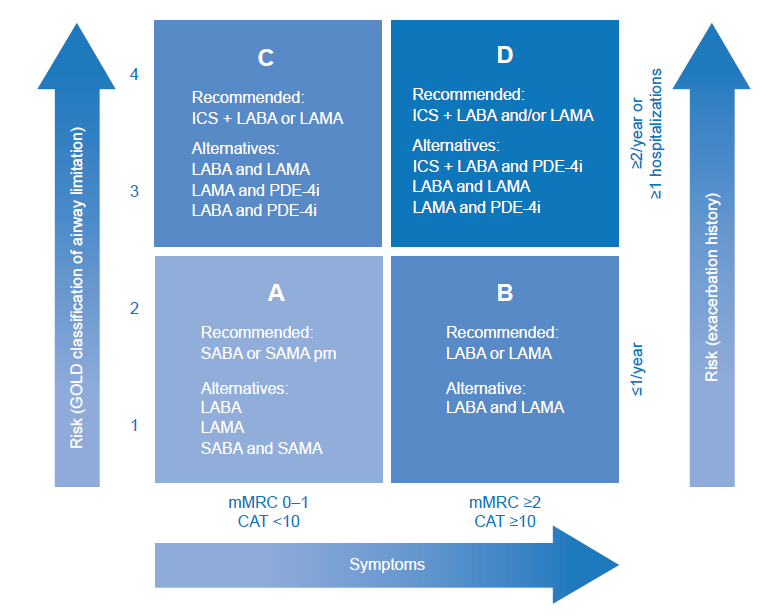 Risk (GOLD classification of airway limitation)
4
3
2
1
C
Recommended:
ICS + LABA or LAMA
Alternatives:
LABA and LAMA
LAMA and PDE-4i
LABA and PDE-4i
D
Recommended:
ICS + LABA and/or LAMA
Alternatives:
ICS + LABA and PDE-4i
LABA and LAMA
LAMA and PDE-4i
A
Recommended:
SABA or SAMA prn
Alternatives:
LABA
LAMA
SABA and SAMA
B
Recommended:
LABA or LAMA
Alternative:
LABA and LAMA
≥2/year or
≥1 hospitalizations
≤1/year
Risk (exacerbation history)
mMRC 0–1
CAT <10
mMRC ≥2
CAT ≥10
Symptoms